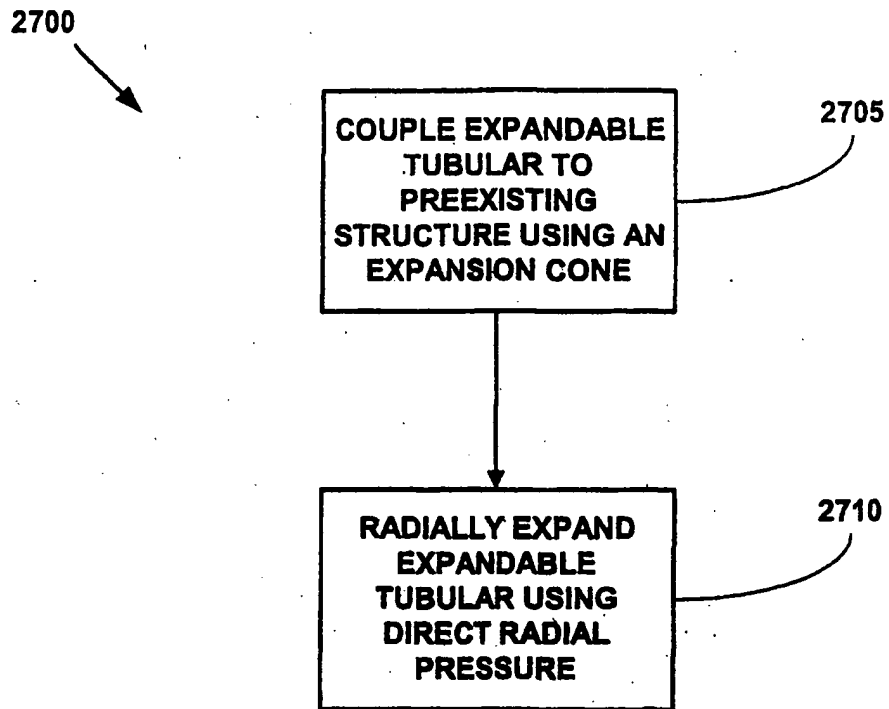 2700
COUPLE EXPANDABLE
TUBULAR TO
PREEXISTING
STRUCTURE USING AN
EXPANSION CONE
2705
RADIALLY EXPAND
EXPANDABLE
TUBULAR USING
DIRECT RADIAL
PRESSURE
2710